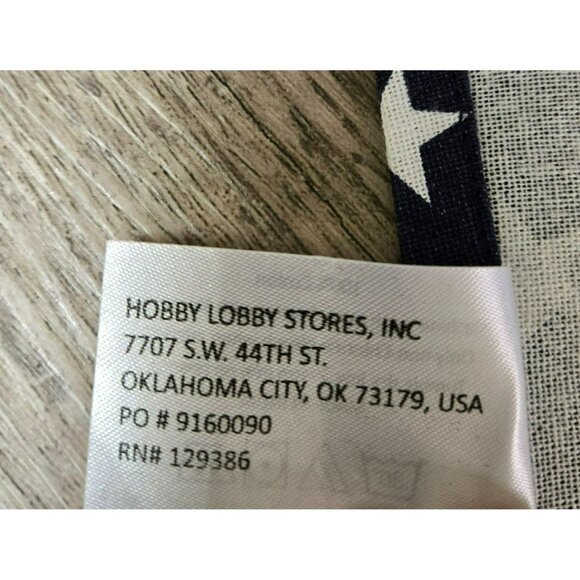 HOBBY LOBBY STORES, INC
7707 S.W. 44TH ST.
OKLAHOMA CITY, OK 73179, USA
PO # 9160090
RN# 129386